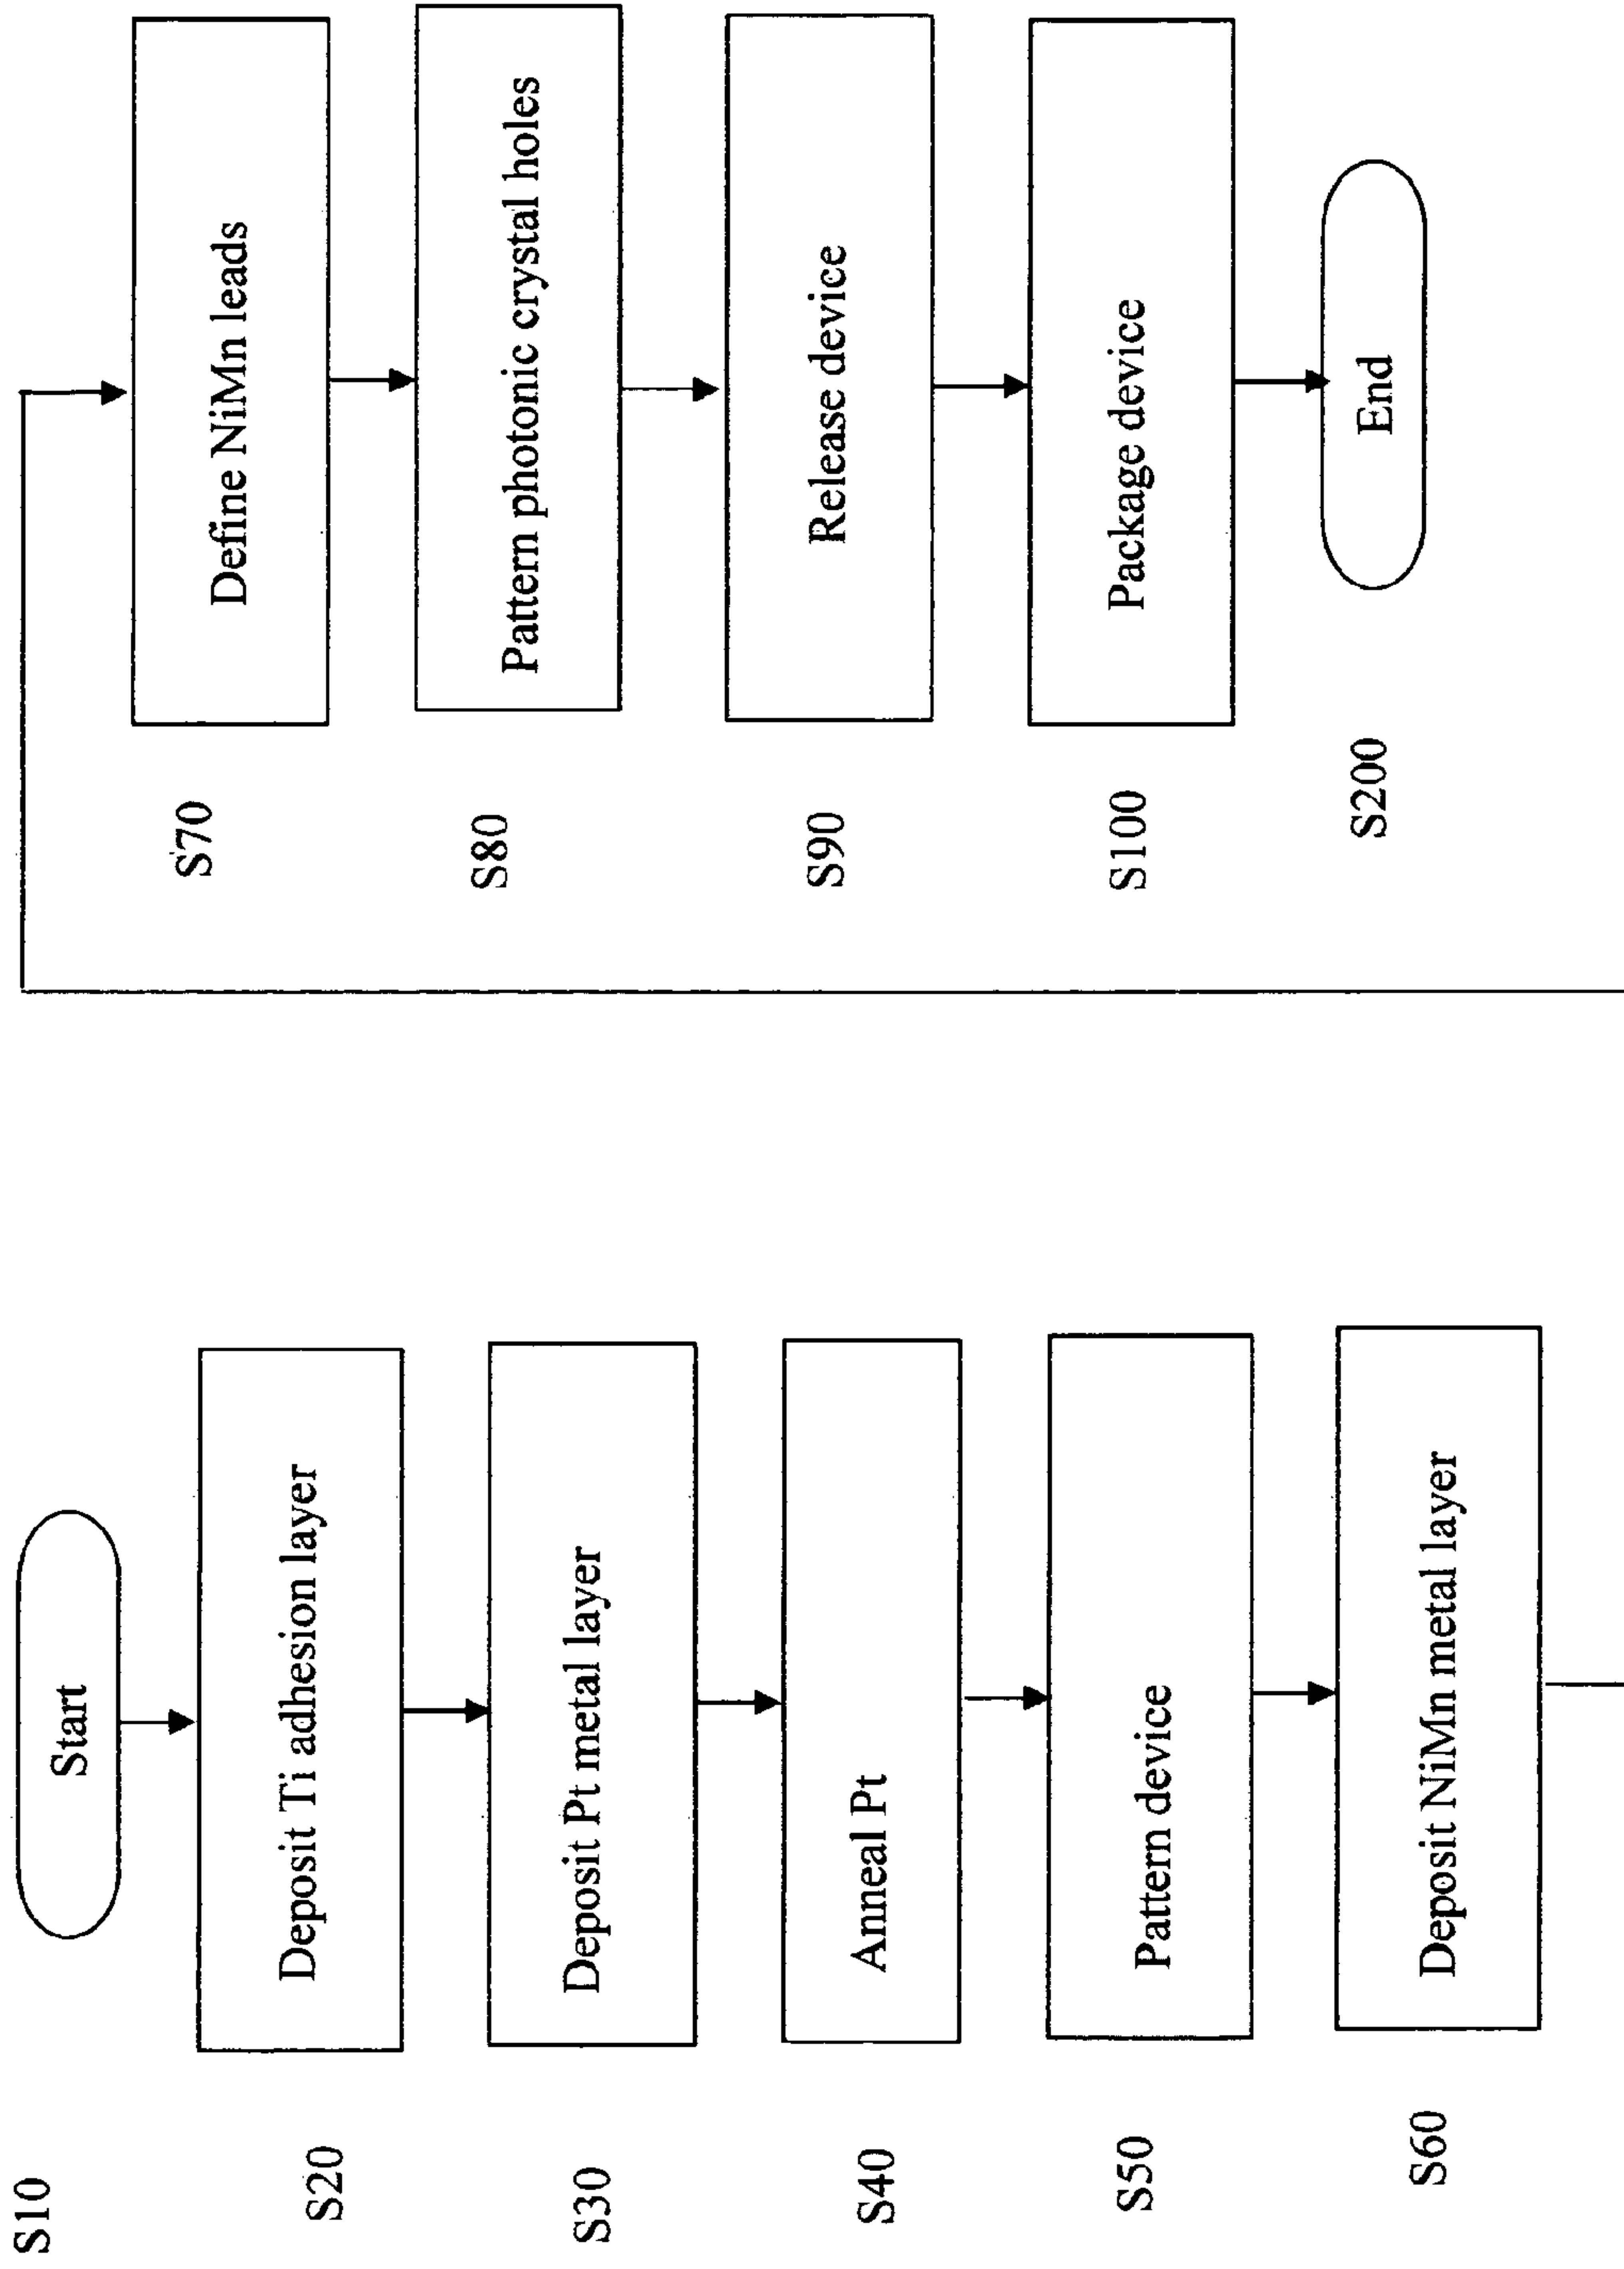 S10
Start
S20
Deposit Ti adhesion layer
S30
Deposit Pt metal layer
S40
Anneal Pt
S50
Pattern device
S60
Deposit NiMn metal layer
S70
Define NiMn leads
S80
Pattern photonic crystal holes
S90
Release device
S100
Package device
S200
End